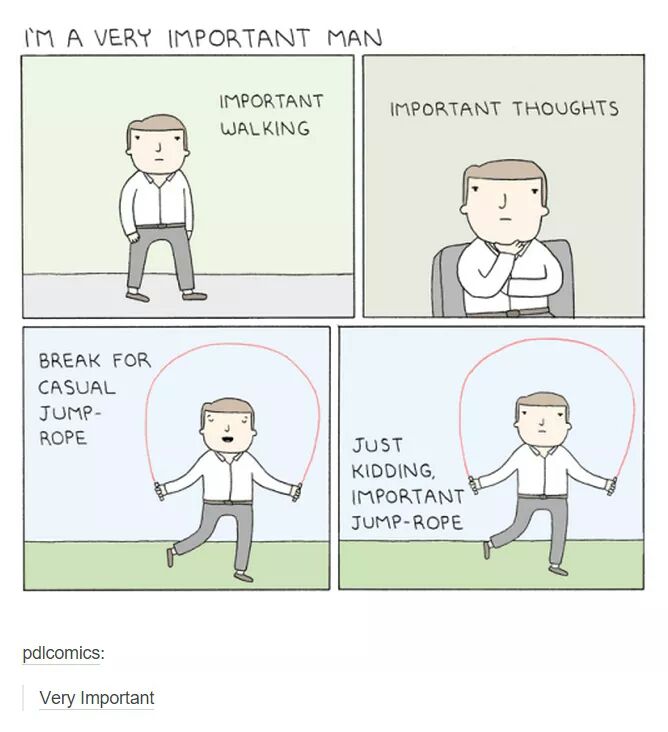 I'M A VERY IMPORTANT MAN
IMPORTANT
WALKING
IMPORTANT THOUGHTS
BREAK FOR
CASUAL
JUMP-
ROPE
JUST
KIDDING,
IMPORTANT
JUMP-ROPE
pdlcomics:
Very Important